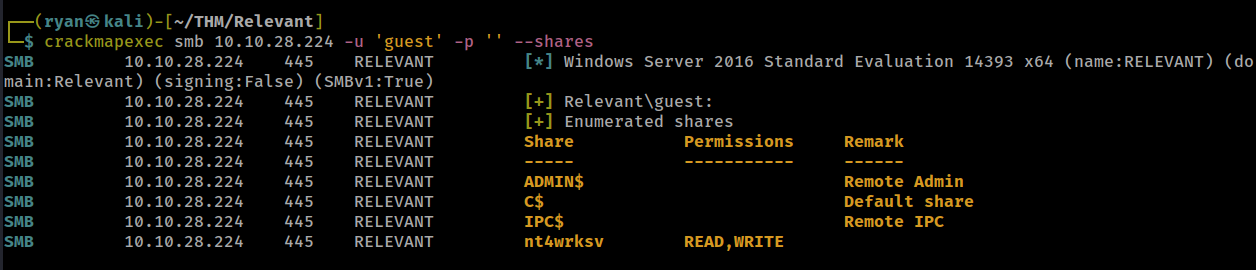 ┌──(ryan㉿kali)-[~/THM/Relevant]
└─$ crackmapexec smb 10.10.28.224 -u 'guest' -p '' --shares
SMB         10.10.28.224    445    RELEVANT         [*] Windows Server 2016 Standard Evaluation 14393 x64 (name:RELEVANT) (do
main:Relevant) (signing:False) (SMBv1:True)
SMB         10.10.28.224    445    RELEVANT         [+] Relevant\guest:
SMB         10.10.28.224    445    RELEVANT         [+] Enumerated shares
SMB         10.10.28.224    445    RELEVANT         Share           Permissions     Remark
SMB         10.10.28.224    445    RELEVANT         -----           -----------     ------
SMB         10.10.28.224    445    RELEVANT         ADMIN$                          Remote Admin
SMB         10.10.28.224    445    RELEVANT         C$                              Default share
SMB         10.10.28.224    445    RELEVANT         IPC$                            Remote IPC
SMB         10.10.28.224    445    RELEVANT         nt4wrksv        READ,WRITE